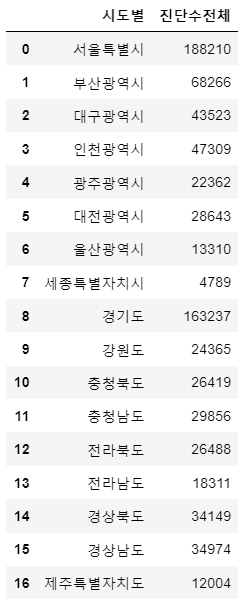 시도별 진단수전체
0 서울특별시 188210
1 부산광역시 68266
2 대구광역시 43523
3 인천광역시 47309
4 광주광역시 22362
5 대전광역시 28643
6 울산광역시 13310
7 세종특별자치시 4789
8 경기도 163237
9 강원도 24365
10 충청북도 26419
11 충청남도 29856
12 전라북도 26488
13 전라남도 18311
14 경상북도 34149
15 경상남도 34974
16 제주특별자치도 12004